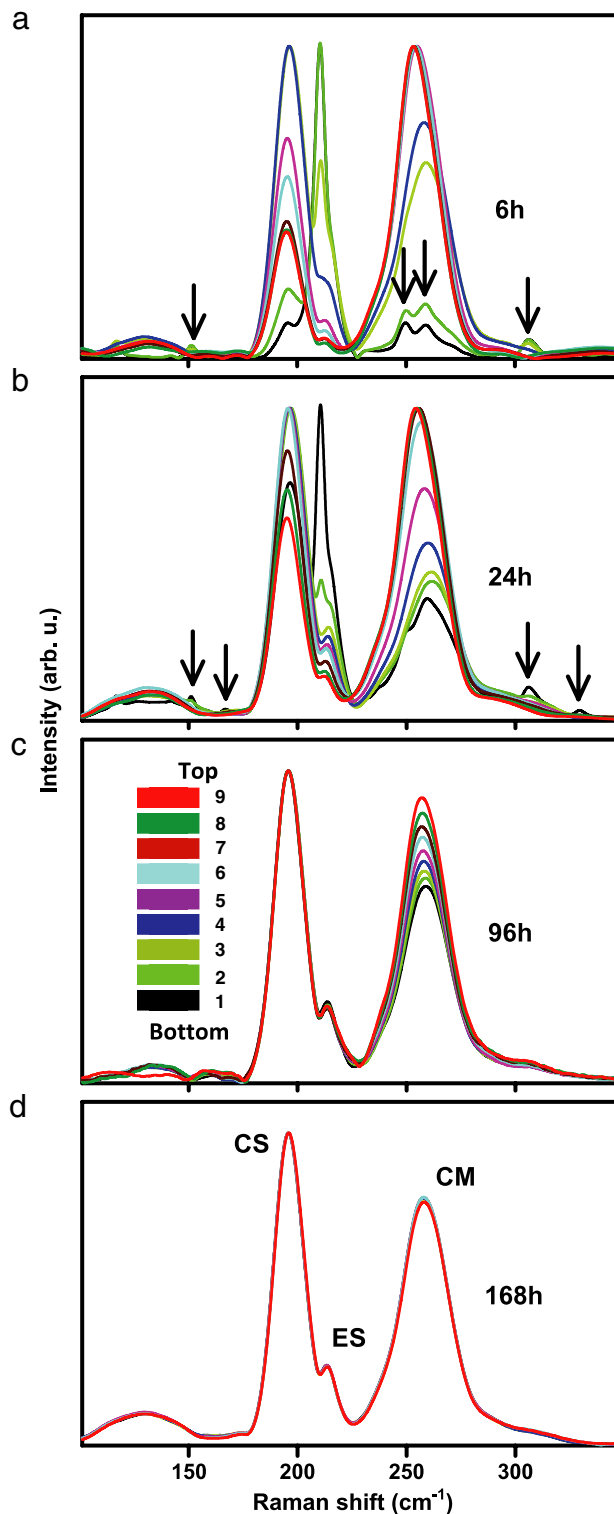 a
6h
b
24h
Intensity (arb. u.)
c
Top
9
8
7
6
5
4
3
2
1
Bottom
96h
d
CS
CM
ES
168h
150 200 250 300
Raman shift (cm⁻¹)